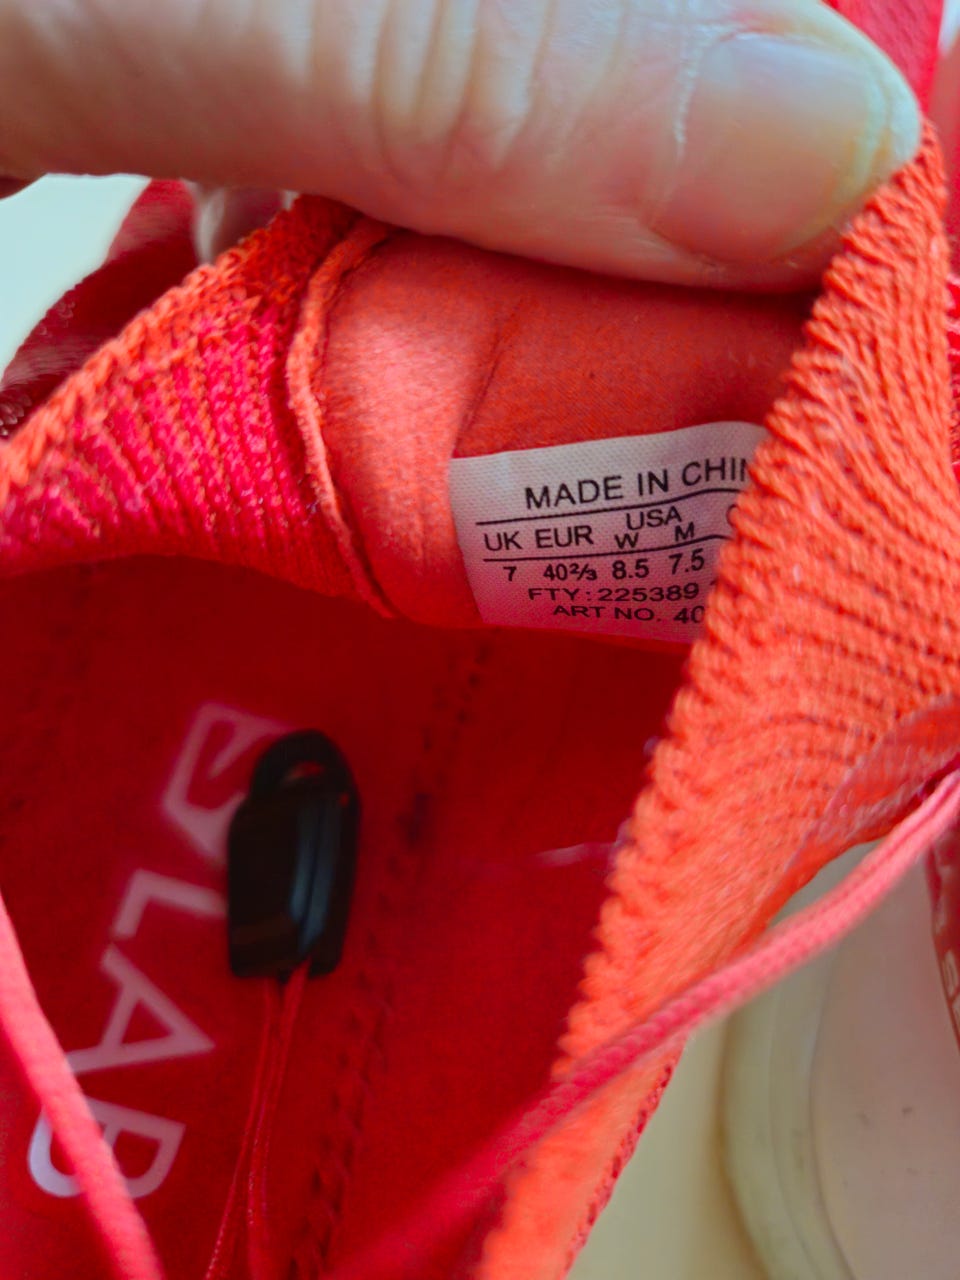 MADE IN CHIN
USA
UK EUR W M
7 40⅔ 8.5 7.5
FTY: 225389
ART NO. 40
SLAB